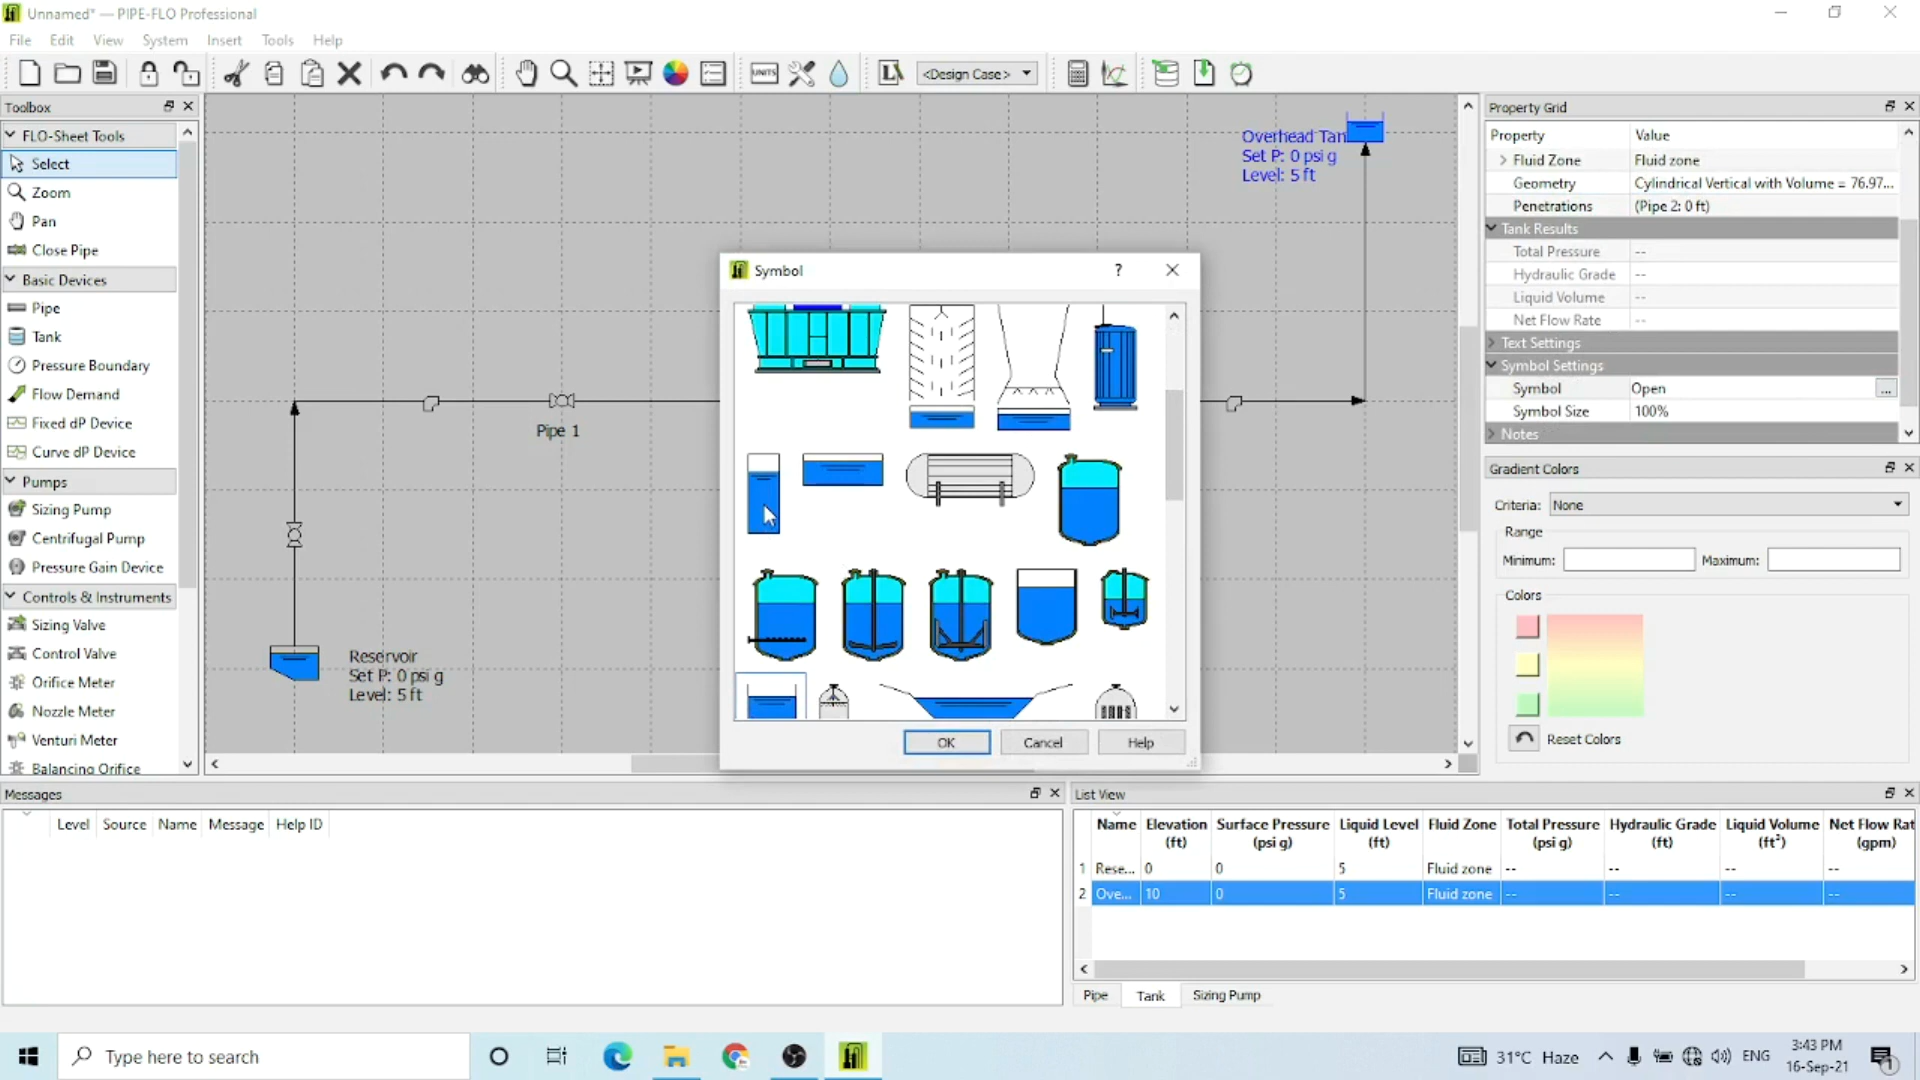 Unnamed* — PIPE-FLO Professional
File Edit View System Insert Tools Help
UNITS <Design Case>
Toolbox
FLO-Sheet Tools
Select
Zoom
Pan
Close Pipe
Basic Devices
Pipe
Tank
Pressure Boundary
Flow Demand
Fixed dP Device
Curve dP Device
Pumps
Sizing Pump
Centrifugal Pump
Pressure Gain Device
Controls & Instruments
Sizing Valve
Control Valve
Orifice Meter
Nozzle Meter
Venturi Meter
Balancing Orifice
Overhead Tan
Set P: 0 psi g
Level: 5 ft
Pipe 1
Reservoir
Set P: 0 psi g
Level: 5 ft
Symbol ?
OK Cancel Help
Property Grid
Property Value
Fluid Zone Fluid zone
Geometry Cylindrical Vertical with Volume = 76.97...
Penetrations (Pipe 2: 0 ft)
Tank Results
Total Pressure --
Hydraulic Grade --
Liquid Volume --
Net Flow Rate --
Text Settings
Symbol Settings
Symbol Open ...
Symbol Size 100%
Notes
Gradient Colors
Criteria: None
Range
Minimum: Maximum:
Colors
Reset Colors
Messages
Level Source Name Message Help ID
List View
Name Elevation Surface Pressure Liquid Level Fluid Zone Total Pressure Hydraulic Grade Liquid Volume Net Flow Rat
(ft) (psi g) (ft) (psi g) (ft) (ft³) (gpm)
1 Rese... 0 0 5 Fluid zone -- -- -- --
2 Ove... 10 0 5 Fluid zone -- -- -- --
Pipe Tank Sizing Pump
Type here to search
31°C Haze ENG 3:43 PM
16-Sep-21 1